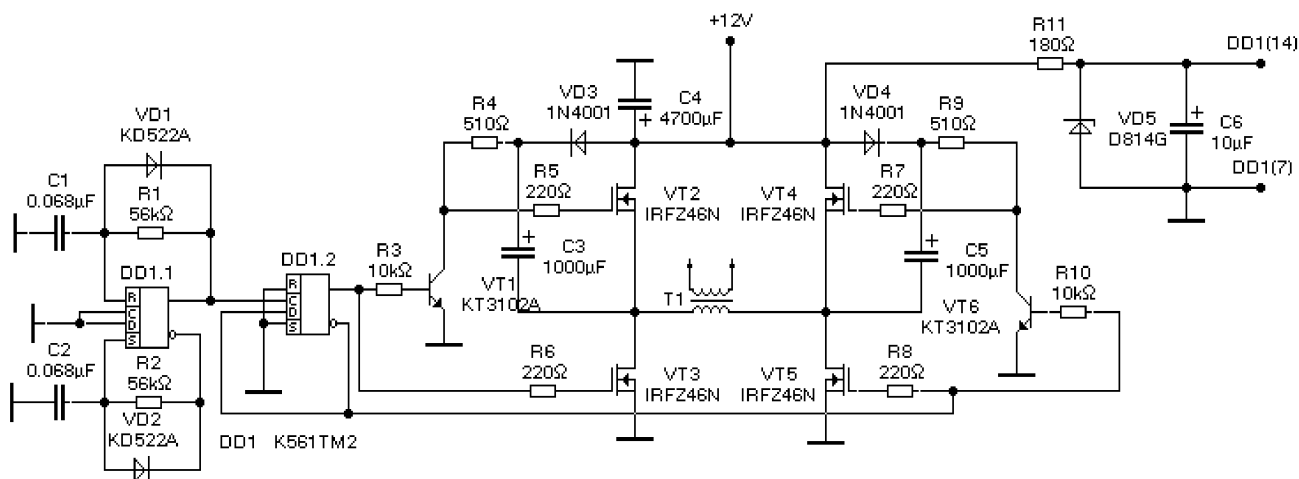 +12V
R11
180Ω
DD1(14)
VD5
D814G
C6
10µF
+
DD1(7)
R4
510Ω
VD3
1N4001
C4
4700µF
+
VD4
1N4001
R9
510Ω
VD1
KD522A
C1
0.068µF
R1
56kΩ
R5
220Ω
VT2
IRFZ46N
VT4
IRFZ46N
R7
220Ω
+
C3
1000µF
+
C5
1000µF
DD1.1
R
C
D
S
DD1.2
R
C
D
S
R3
10kΩ
VT1
KT3102A
T1
VT6
KT3102A
R10
10kΩ
C2
0.068µF
R2
56kΩ
VD2
KD522A
R6
220Ω
VT3
IRFZ46N
VT5
IRFZ46N
R8
220Ω
DD1 K561TM2